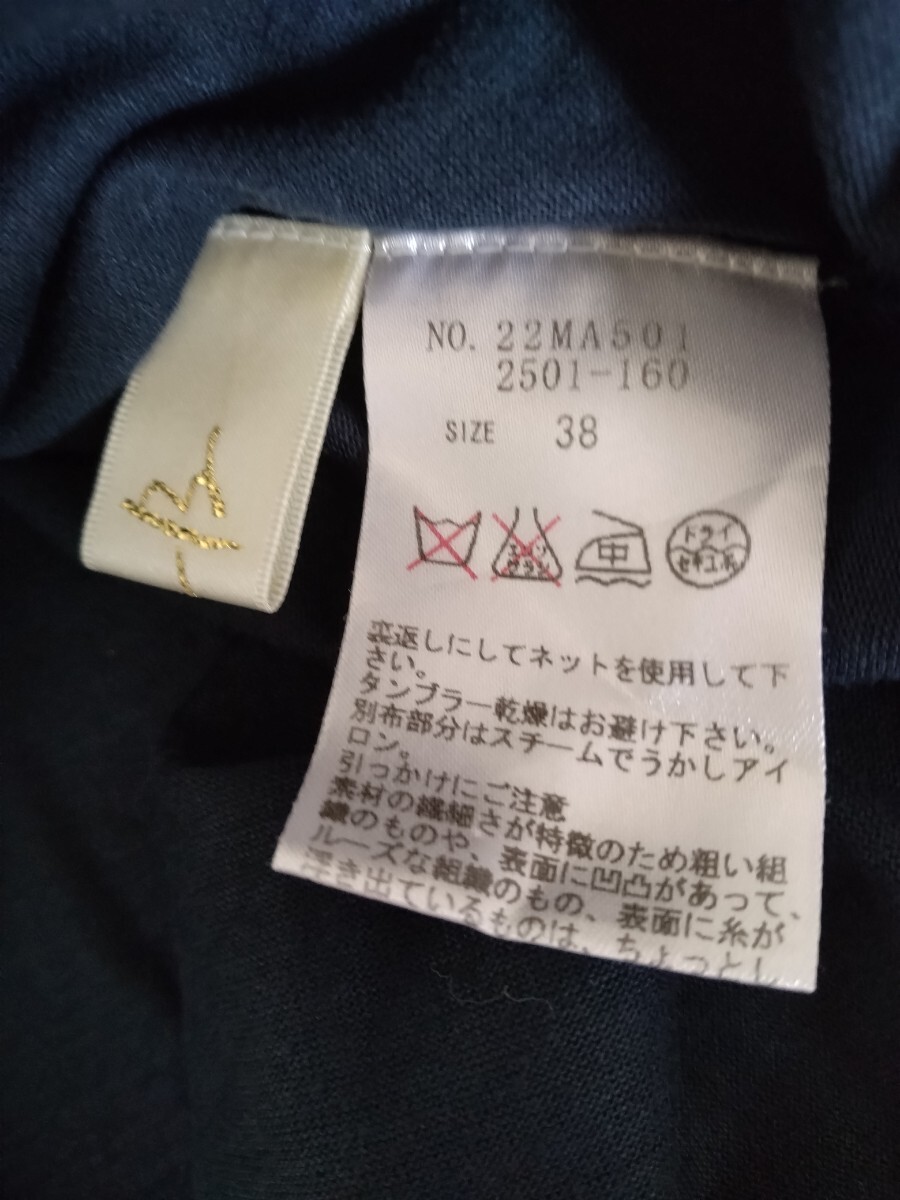 NO. 22MA501
2501-160
SIZE 38
エンソ
サラシ
中
ドライ
セキユ系
裏返しにしてネットを使用して下
さい。
タンブラー乾燥はお避け下さい。
別布部分はスチームでうかしアイ
ロン。
引っかけにご注意
素材の繊細さが特徴のため粗い組
織のものや、表面に凹凸があって、
ルーズな組織のもの、表面に糸が
浮き出ているものは、ちょっとし